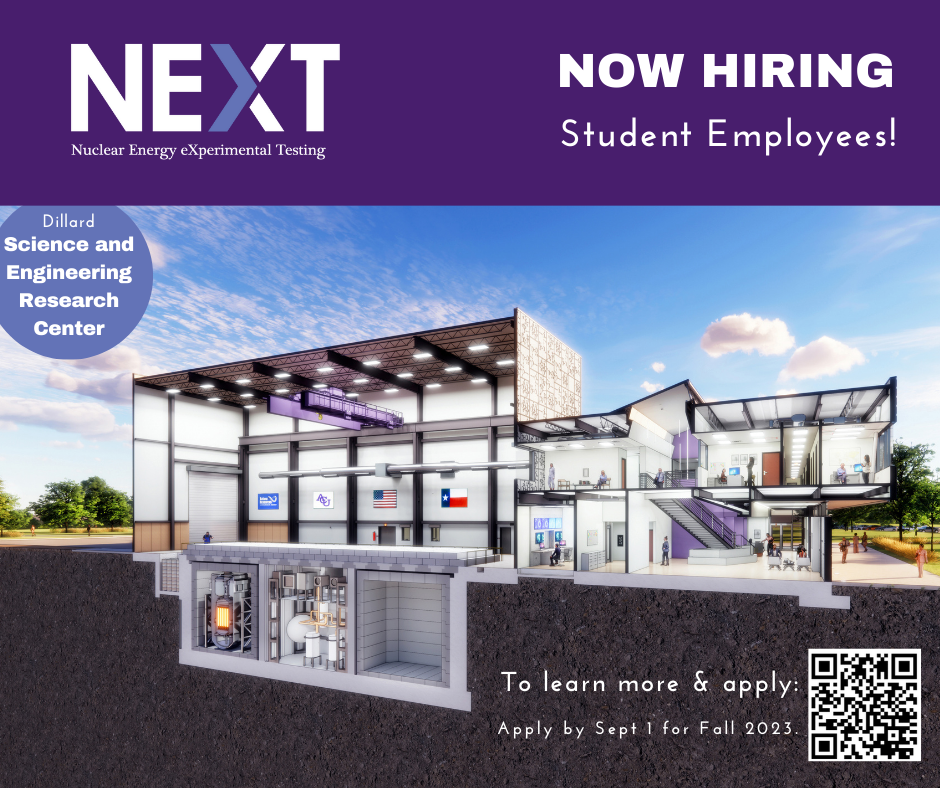 NEXT
Nuclear Energy eXperimental Testing
NOW HIRING
Student Employees!
Dillard
Science and
Engineering
Research
Center
ACU
To learn more & apply:
Apply by Sept 1 for Fall 2023.